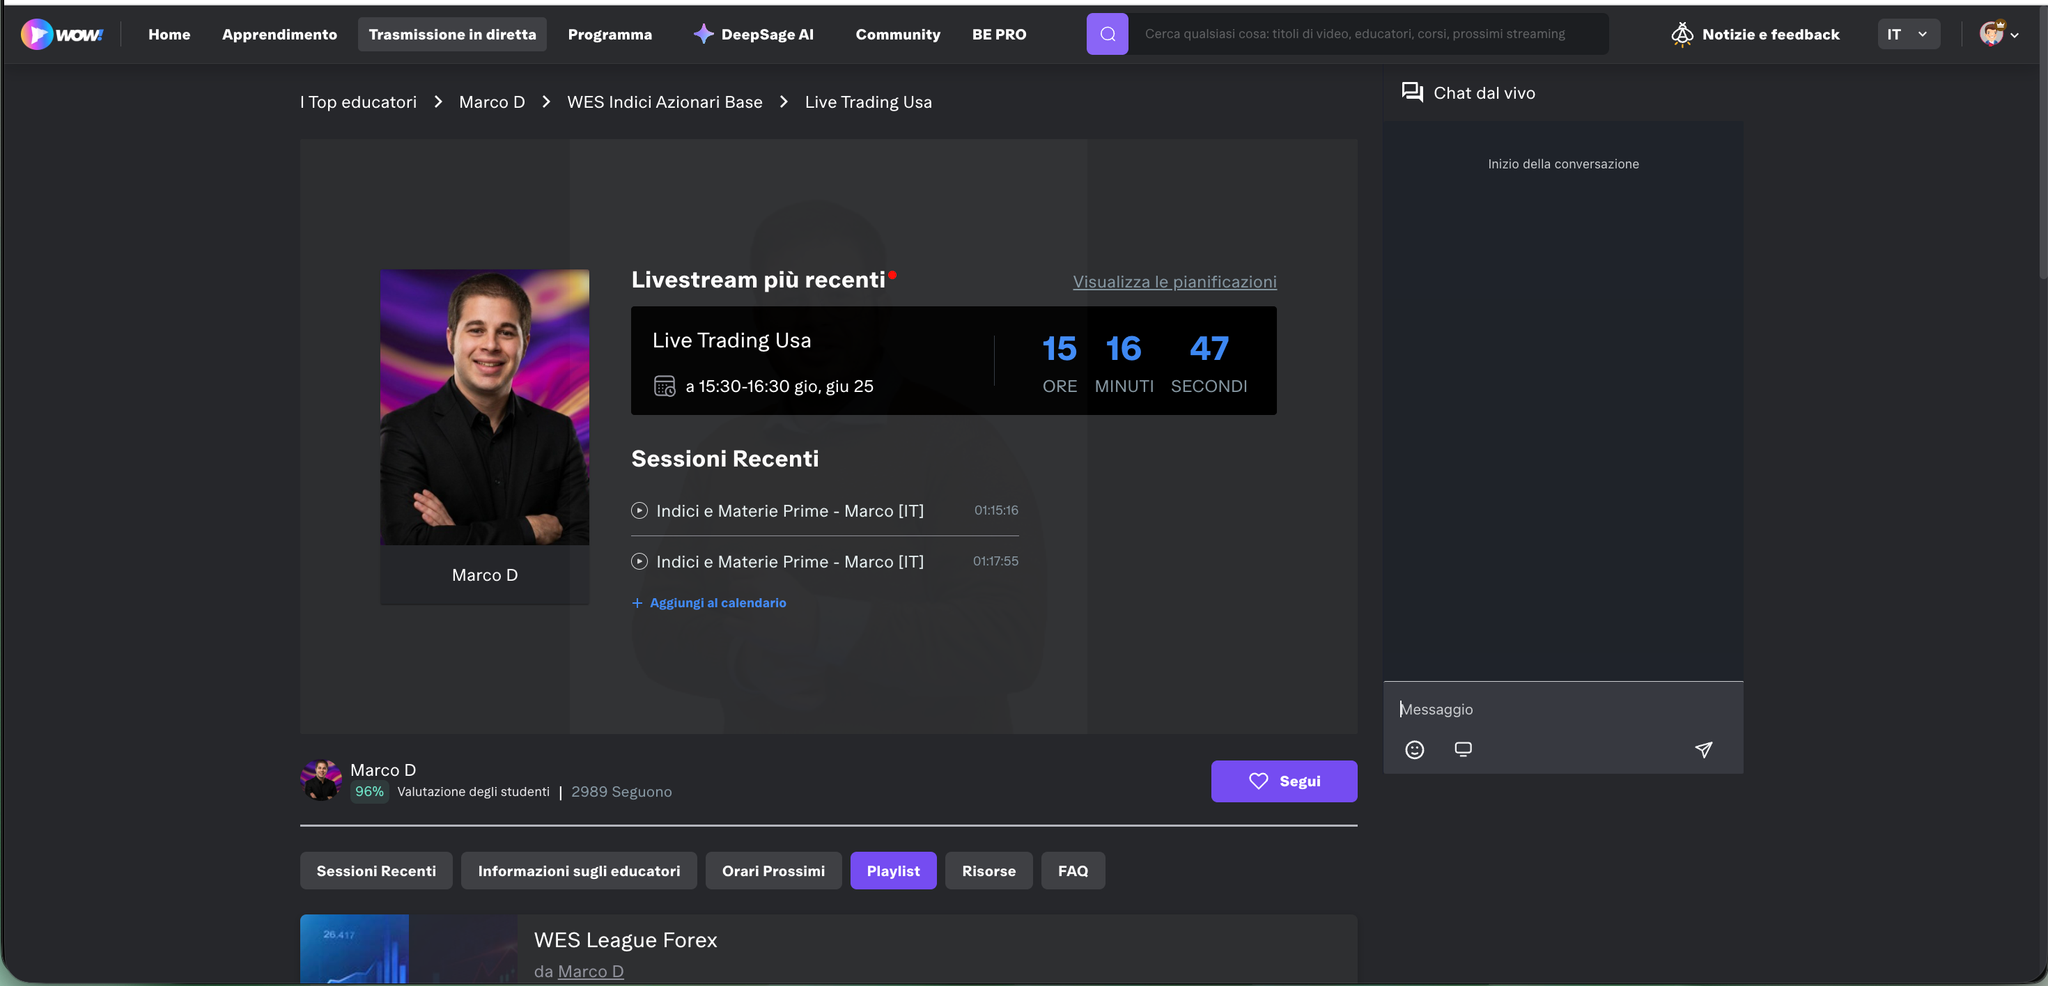 WOW!
Home
Apprendimento
Trasmissione in diretta
Programma
DeepSage AI
Community
BE PRO
Cerca qualsiasi cosa: titoli di video, educatori, corsi, prossimi streaming
Notizie e feedback
IT
I Top educatori > Marco D > WES Indici Azionari Base > Live Trading Usa
Livestream più recenti
Visualizza le pianificazioni
Live Trading Usa
a 15:30-16:30 gio, giu 25
15 16 47
ORE MINUTI SECONDI
Marco D
Sessioni Recenti
Indici e Materie Prime - Marco [IT] 01:15:16
Indici e Materie Prime - Marco [IT] 01:17:55
+ Aggiungi al calendario
Marco D
96% Valutazione degli studenti | 2989 Seguono
Segui
Sessioni Recenti
Informazioni sugli educatori
Orari Prossimi
Playlist
Risorse
FAQ
26.417
WES League Forex
da Marco D
Chat dal vivo
Inizio della conversazione
Messaggio